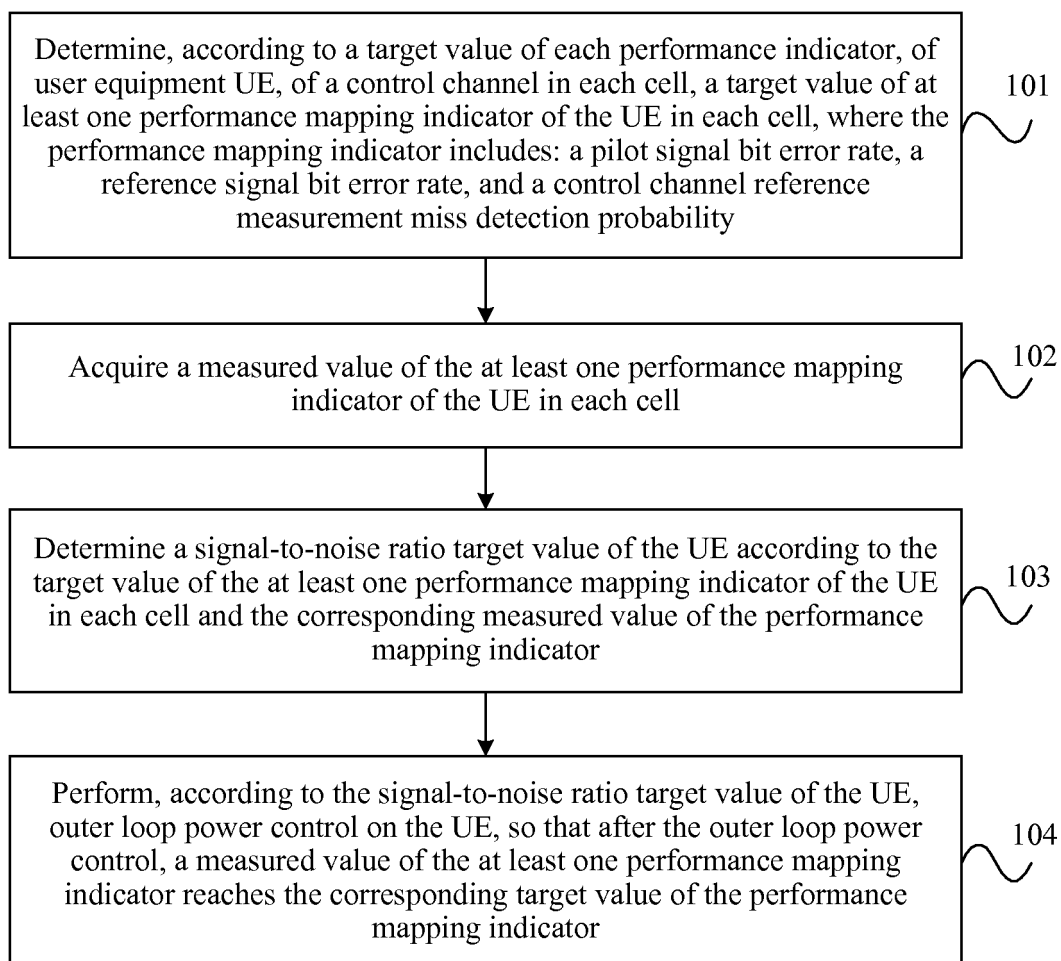 Determine, according to a target value of each performance indicator, of
user equipment UE, of a control channel in each cell, a target value of at
least one performance mapping indicator of the UE in each cell, where the
performance mapping indicator includes: a pilot signal bit error rate, a
reference signal bit error rate, and a control channel reference
measurement miss detection probability
101
Acquire a measured value of the at least one performance mapping
indicator of the UE in each cell
102
Determine a signal-to-noise ratio target value of the UE according to the
target value of the at least one performance mapping indicator of the UE
in each cell and the corresponding measured value of the performance
mapping indicator
103
Perform, according to the signal-to-noise ratio target value of the UE,
outer loop power control on the UE, so that after the outer loop power
control, a measured value of the at least one performance mapping
indicator reaches the corresponding target value of the performance
mapping indicator
104